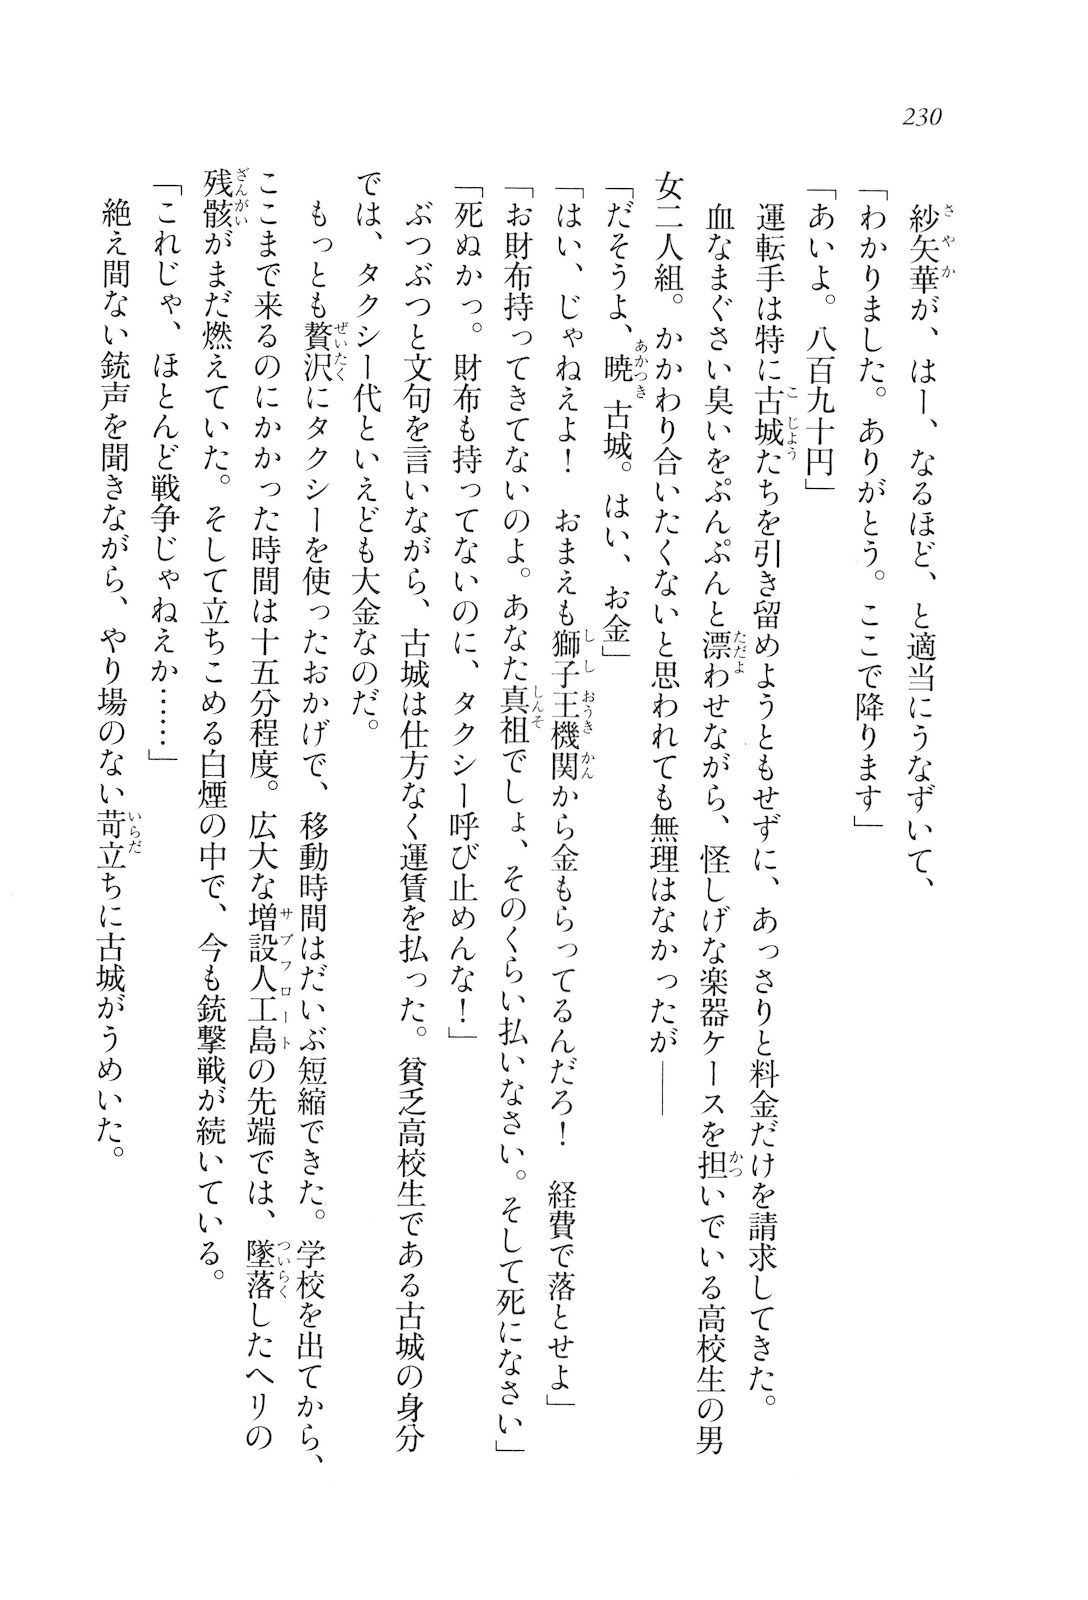 230
紗矢華が、はー、なるほど、と適当にうなずいて、
「わかりました。ありがとう。ここで降ります」
「あいよ。八百九十円」
運転手は特に古城たちを引き留めようともせずに、あっさりと料金だけを請求してきた。
血なまぐさい臭いをぷんぷんと漂わせながら、怪しげな楽器ケースを担いでいる高校生の男
女二人組。かかわり合いたくないと思われても無理はなかったが――
「だそうよ、暁古城。はい、お金」
「はい、じゃねえよ！　おまえも獅子王機関から金もらってるんだろ！　経費で落とせよ」
「お財布持ってきてないのよ。あなた真祖でしょ、そのくらい払いなさい。そして死になさい」
「死ぬかっ。財布も持ってないのに、タクシー呼び止めんな！」
ぶつぶつと文句を言いながら、古城は仕方なく運賃を払った。貧乏高校生である古城の身分
では、タクシー代といえども大金なのだ。
もっとも贅沢にタクシーを使ったおかげで、移動時間はだいぶ短縮できた。学校を出てから、
ここまで来るのにかかった時間は十五分程度。広大な増設人工島の先端では、墜落したヘリの
残骸がまだ燃えていた。そして立ちこめる白煙の中で、今も銃撃戦が続いている。
「これじゃ、ほとんど戦争じゃねえか……」
絶え間ない銃声を聞きながら、やり場のない苛立ちに古城がうめいた。